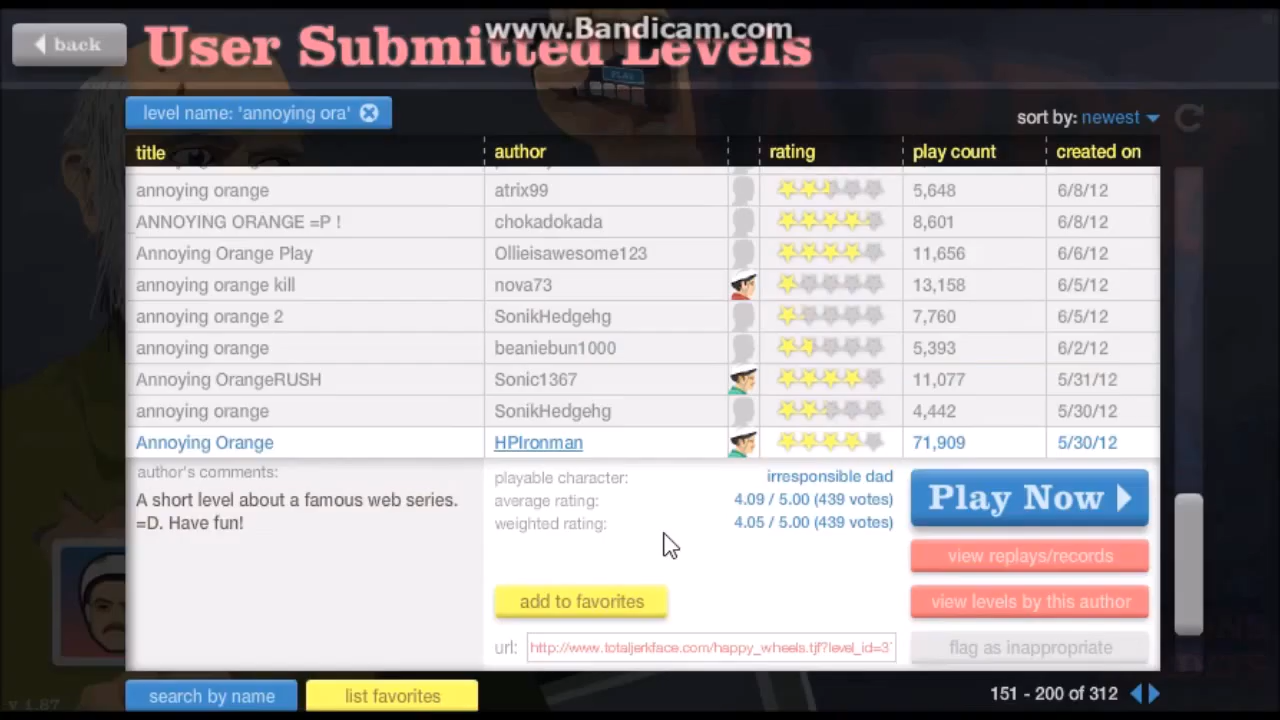 www.Bandicam.com
back
User Submitted Levels
level name: 'annoying ora'
sort by: newest
title author rating play count created on
annoying orange atrix99 5,648 6/8/12
ANNOYING ORANGE =P ! chokadokada 8,601 6/8/12
Annoying Orange Play Ollieisawesome123 11,656 6/6/12
annoying orange kill nova73 13,158 6/5/12
annoying orange 2 SonikHedgehg 7,760 6/5/12
annoying orange beaniebun1000 5,393 6/2/12
Annoying OrangeRUSH Sonic1367 11,077 5/31/12
annoying orange SonikHedgehg 4,442 5/30/12
Annoying Orange HPIronman 71,909 5/30/12
author's comments:
A short level about a famous web series.
=D. Have fun!
playable character: irresponsible dad
average rating: 4.09 / 5.00 (439 votes)
weighted rating: 4.05 / 5.00 (439 votes)
add to favorites
url: http://www.totaljerkface.com/happy_wheels.tjf?level_id=3
Play Now
view replays/records
view levels by this author
flag as inappropriate
search by name
list favorites
151 - 200 of 312
v 1.87